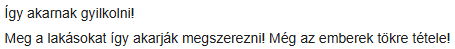 Így akarnak gyilkolni!
Meg a lakásokat így akarják megszerezni! Még az emberek tökre tétele!